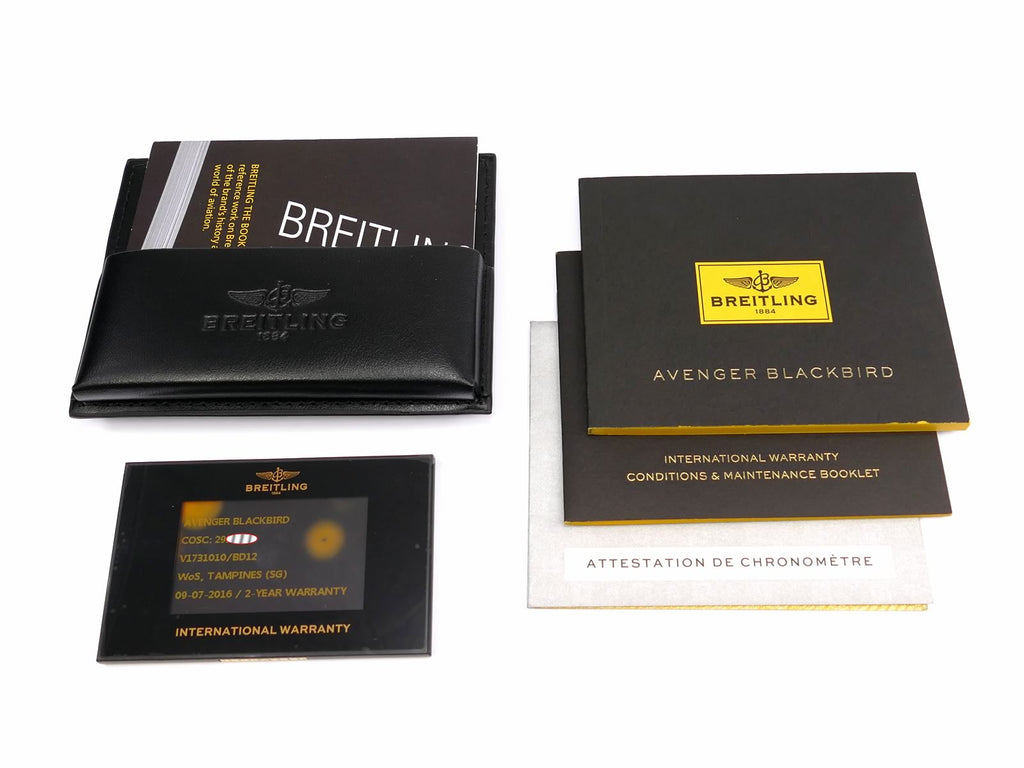 BREITLING THE BOOK
reference work on
of the brand's history
world of aviation.
BREITLING
BREITLING
1884
BREITLING
1884
AVENGER BLACKBIRD
INTERNATIONAL WARRANTY
CONDITIONS & MAINTENANCE BOOKLET
ATTESTATION DE CHRONOMÈTRE
BREITLING
1884
AVENGER BLACKBIRD
COSC: 29
V1731010/BD12
WoS, TAMPINES (SG)
09-07-2016 / 2-YEAR WARRANTY
INTERNATIONAL WARRANTY